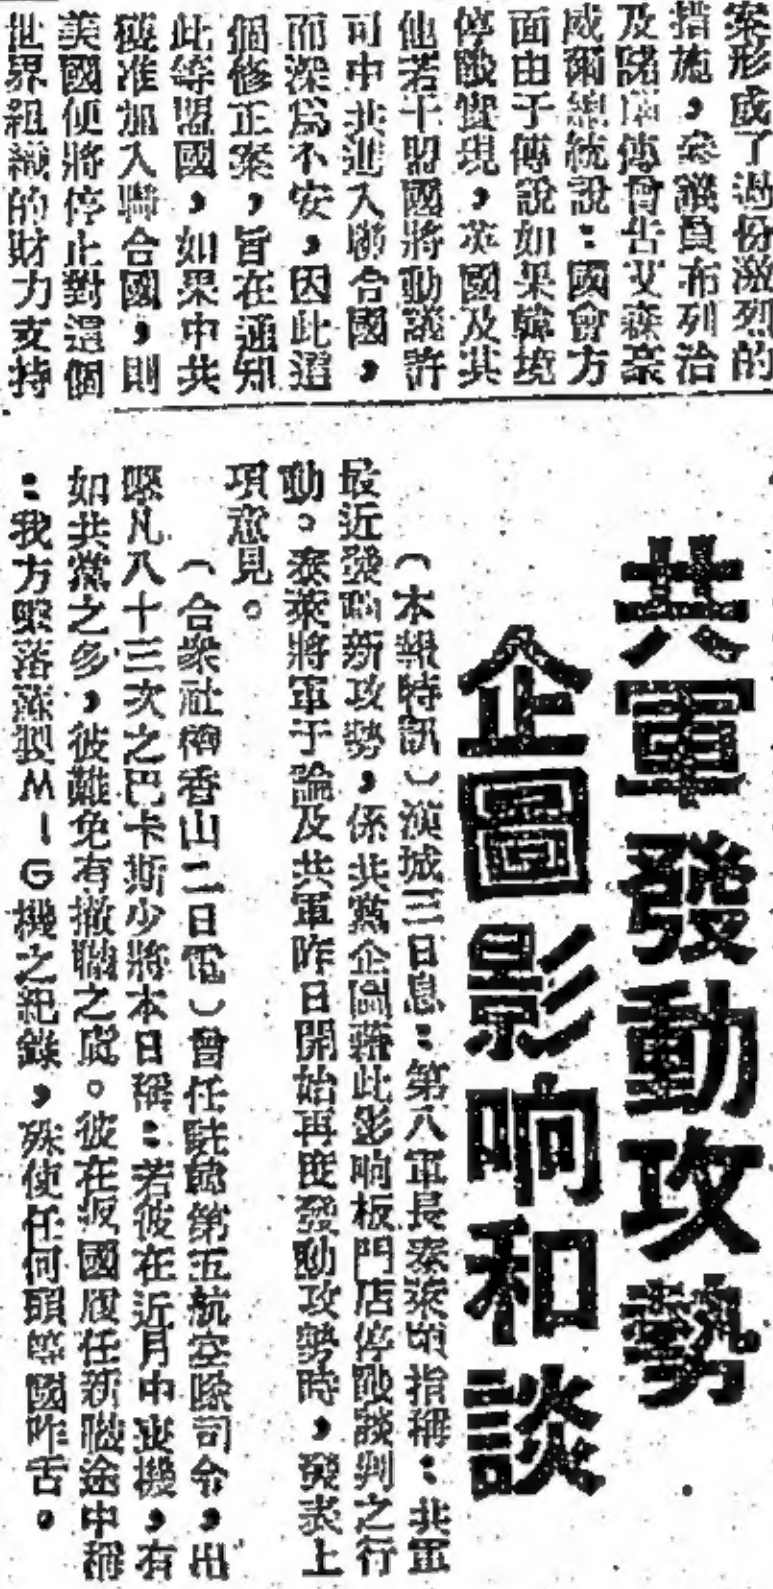 案形成了過份激烈的
措施，參議員布列治
及諾蘭傳會告艾森豪
威爾總統說：國會方
面由于傳說如果韓境
停戰實現，英國及其
他若干盟國將動議許
可中共進入聯合國，
而深爲不安，因此這
個修正案，旨在通知
此等盟國，如果中共
獲准加入聯合國，則
美國便將停止對這個
世界組織的財力支持
共軍發動攻勢
企圖影响和談
（本報特訊）漢城三日息：第八軍長泰萊頃指稱：共軍
最近發動新攻勢，係共黨企圖藉此影响板門店停戰談判之行
動。泰萊將軍于論及共軍昨日開始再度發動攻勢時，發表上
項意見。
（合衆社檀香山二日電）曾任駐韓第五航空隊司令，出
擊凡八十三次之巴卡斯少將本日稱：若彼在近月中喪機，有
如共黨之多，彼難免有撤職之虞。彼在返國履任新職途中稱
：我方擊落蘇製MIG機之紀錄，殊使任何頭等國咋舌。